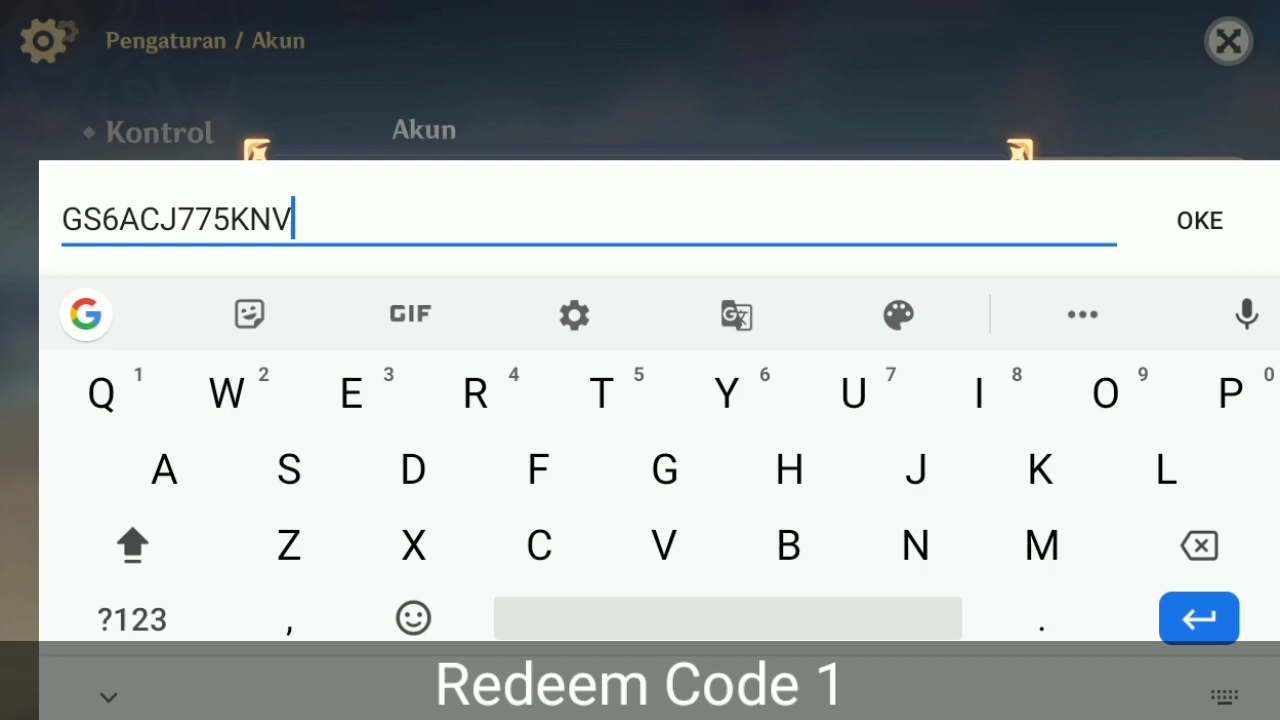 Pengaturan / Akun
Kontrol
Akun
GS6ACJ775KNV
OKE
G GIF G
Q 1 W 2 E 3 R 4 T 5 Y 6 U 7 I 8 O 9 P 0
A S D F G H J K L
Z X C V B N M
?123 , .
Redeem Code 1